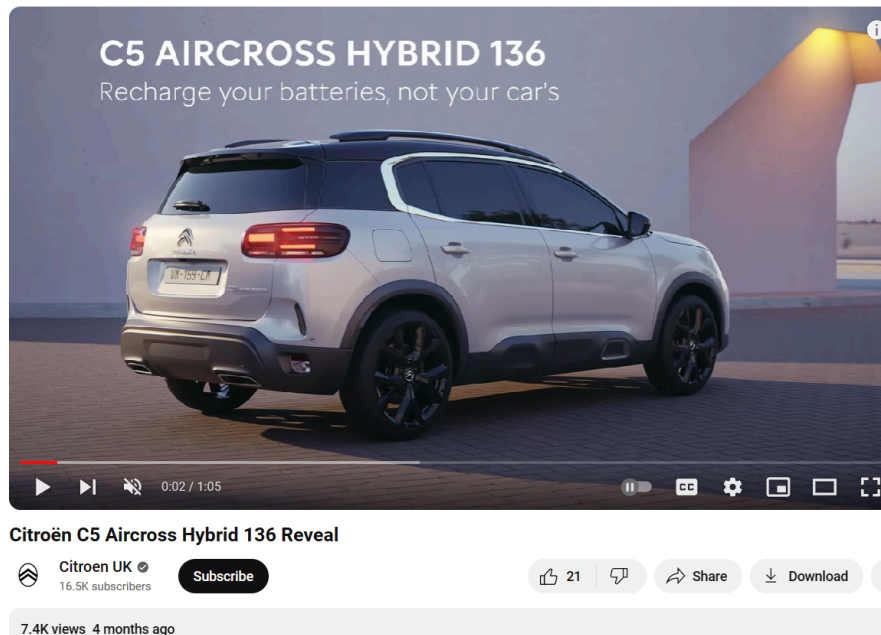 C5 AIRCROSS HYBRID 136
Recharge your batteries, not your car's
0:02 / 1:05
CC
Citroën C5 Aircross Hybrid 136 Reveal
Citroen UK
16.5K subscribers
Subscribe
21
Share
Download
7.4K views 4 months ago